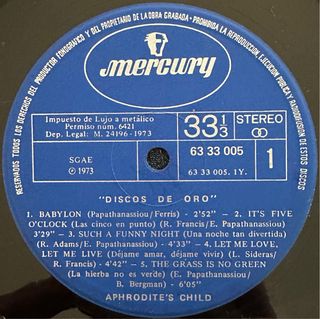 RESERVADOS TODOS LOS DERECHOS DEL PRODUCTOR FONOGRAFICO Y DEL PROPIETARIO DE LA OBRA GRABADA - PROHIBIDA LA REPRODUCCION, EJECUCION PUBLICA Y RADIODIFUSION DE ESTOS DISCOS
mercury
Impuesto de Lujo a metálico
Permiso núm. 6421
Dep. Legal: M. 24196 - 1973
33 1/3
STEREO
SGAE
℗ 1973
63 33 005
63 33 005. 1Y.
1
"DISCOS DE ORO"
1. BABYLON (Papathanassiou/Ferris) - 2'52" - 2. IT'S FIVE
O'CLOCK (Las cinco en punto) (R. Francis/E. Papathanassiou)
3'29" - 3. SUCH A FUNNY NIGHT (Una noche tan divertida)
(R. Adams/E. Papathanassiou) - 4'33" - 4. LET ME LOVE,
LET ME LIVE (Déjame amar, déjame vivir) (L. Sideras/
R. Francis) - 4'42" - 5. THE GRASS IS NO GREEN
(La hierba no es verde) (E. Papathanassiou/
B. Bergman) - 6'05"
APHRODITE'S CHILD